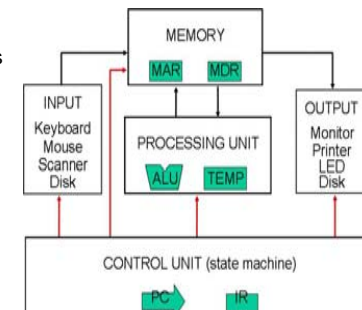 s
MEMORY
MAR MDR
INPUT
Keyboard
Mouse
Scanner
Disk
PROCESSING UNIT
ALU TEMP
OUTPUT
Monitor
Printer
LED
Disk
CONTROL UNIT (state machine)
PC IR